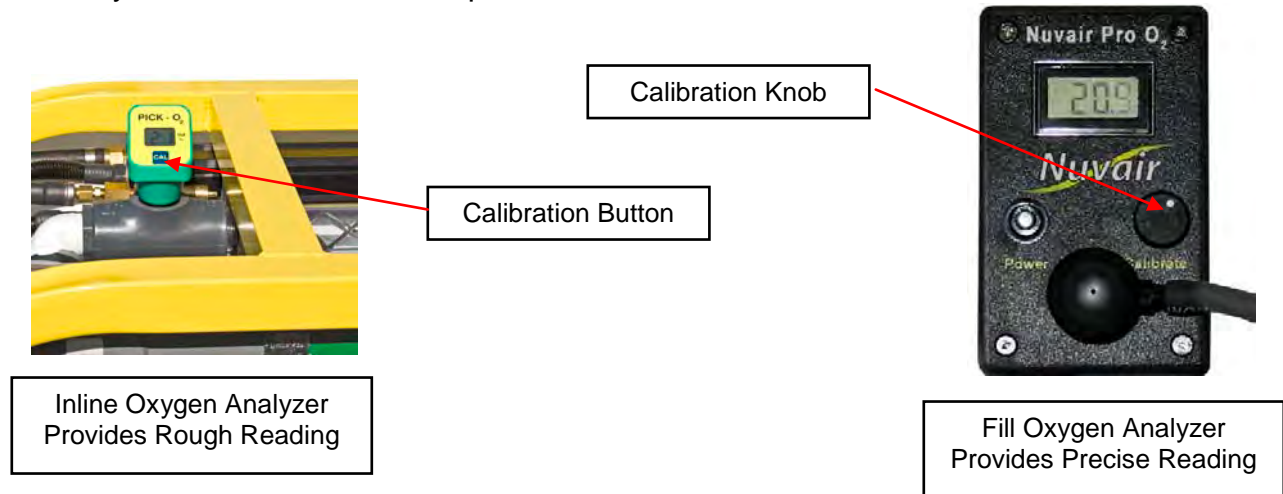 Nuvair Pro O2
20.9
Nuvair
Power
Calibrate
PICK - O2
CAL
Calibration Knob
Calibration Button
Inline Oxygen Analyzer
Provides Rough Reading
Fill Oxygen Analyzer
Provides Precise Reading